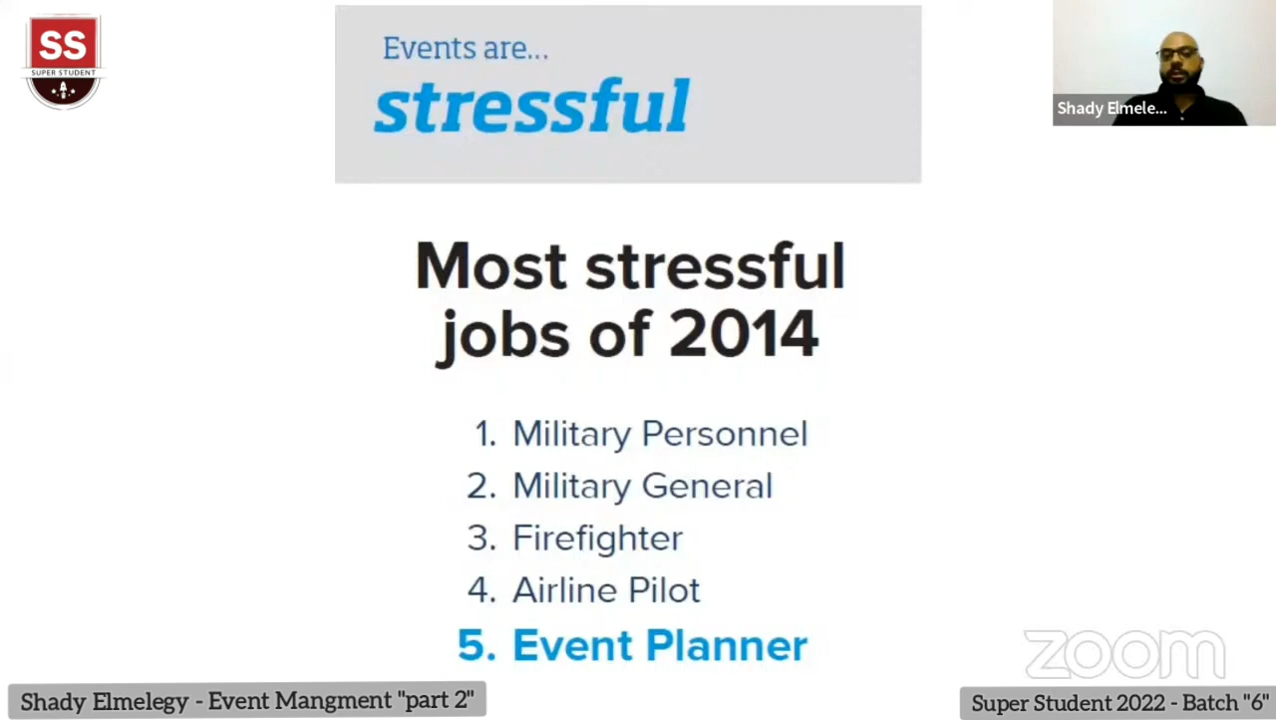 SS
SUPER STUDENT
Events are...
stressful
Shady Elmele...
Most stressful
jobs of 2014
1. Military Personnel
2. Military General
3. Firefighter
4. Airline Pilot
5. Event Planner
zoom
Shady Elmelegy - Event Mangment "part 2"
Super Student 2022 - Batch "6"